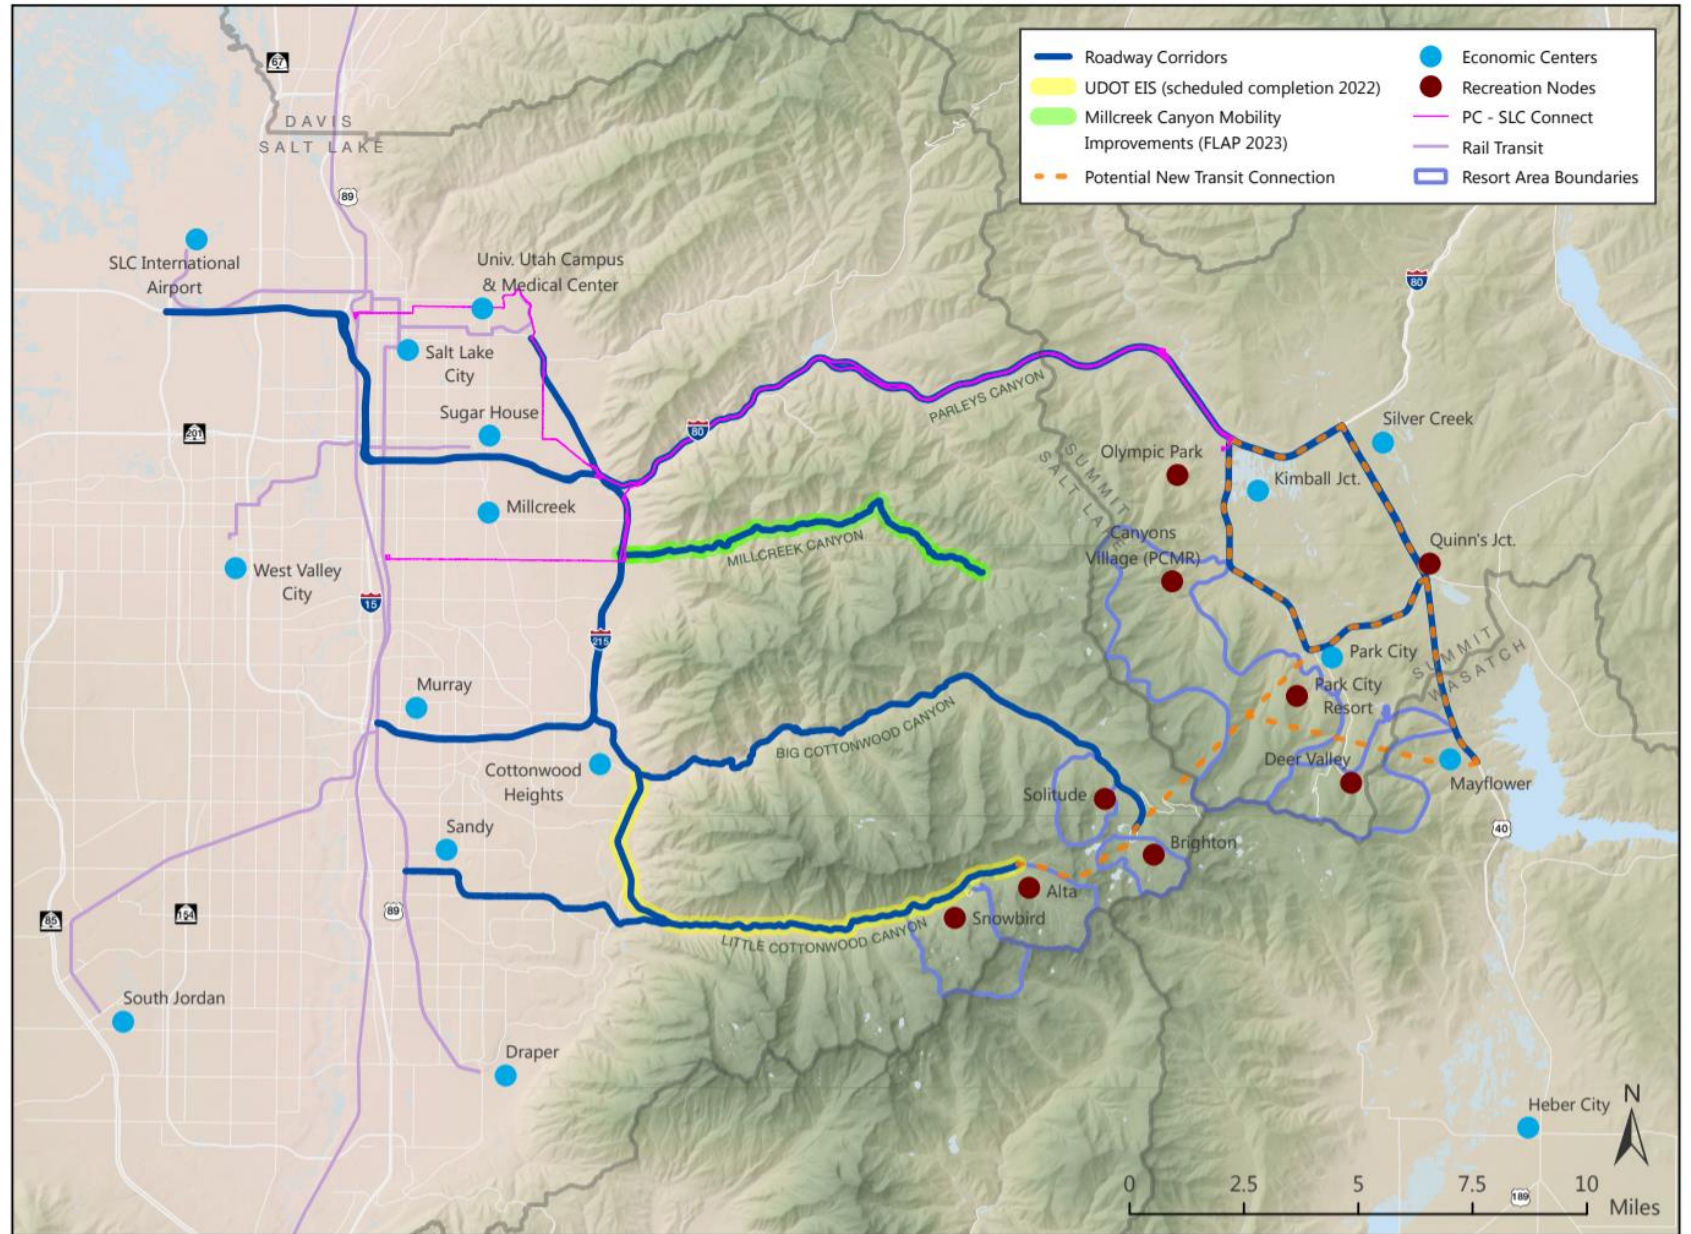 Roadway Corridors
UDOT EIS (scheduled completion 2022)
Millcreek Canyon Mobility
Improvements (FLAP 2023)
Potential New Transit Connection
Economic Centers
Recreation Nodes
PC - SLC Connect
Rail Transit
Resort Area Boundaries
67
DAVIS
SALT LAKE
89
SLC International
Airport
Univ. Utah Campus
& Medical Center
80
Salt Lake
City
PARLEYS CANYON
Sugar House
201
80
Silver Creek
SUMMIT
SALT LAKE
Olympic Park
Kimball Jct.
Millcreek
MILLCREEK CANYON
Canyons
Village (PCMR)
Quinn's Jct.
West Valley
City
15
215
Park City
SUMMIT
WASATCH
Murray
Park City
Resort
BIG COTTONWOOD CANYON
Cottonwood
Heights
Deer Valley
Mayflower
Solitude
40
Sandy
Brighton
Alta
85
154
89
Snowbird
LITTLE COTTONWOOD CANYON
South Jordan
Draper
Heber City
N
0 2.5 5 7.5 10
Miles
189